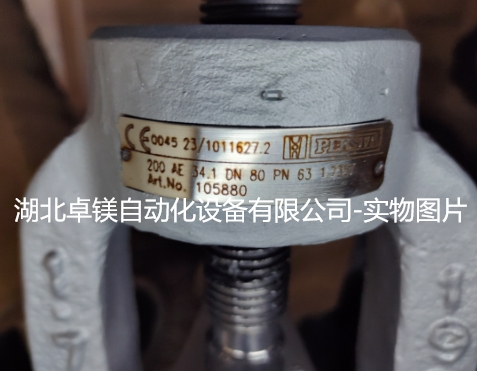 CE 0045 23/1011627.2
200 AE 34.1 DN 80 PN 63
Art.No. 105880
湖北卓镁自动化设备有限公司-实物图片